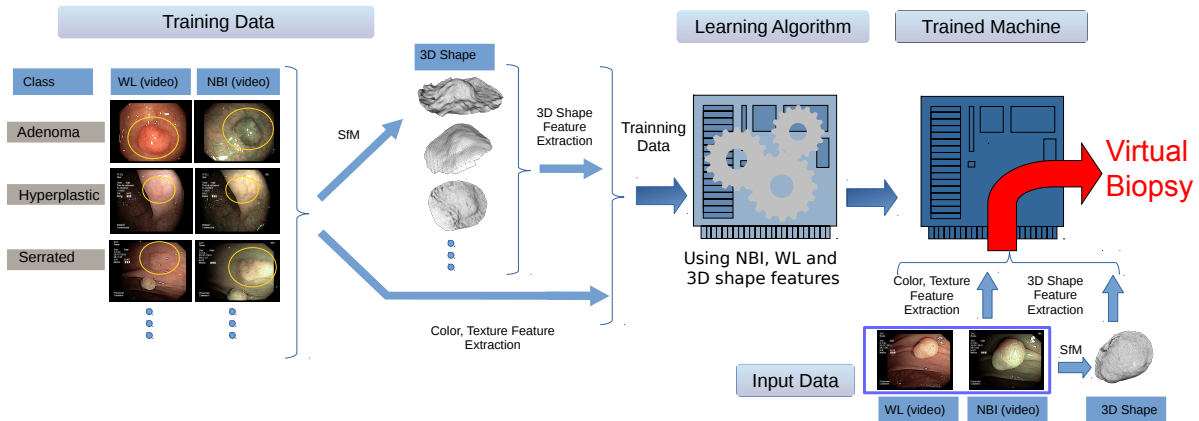 Training Data
Learning Algorithm
Trained Machine
Class
WL (video)
NBI (video)
3D Shape
Adenoma
Hyperplastic
Serrated
SfM
3D Shape
Feature
Extraction
Color, Texture Feature
Extraction
Trainning
Data
Using NBI, WL and
3D shape features
Virtual
Biopsy
Color, Texture
Feature
Extraction
3D Shape
Feature
Extraction
Input Data
SfM
WL (video)
NBI (video)
3D Shape